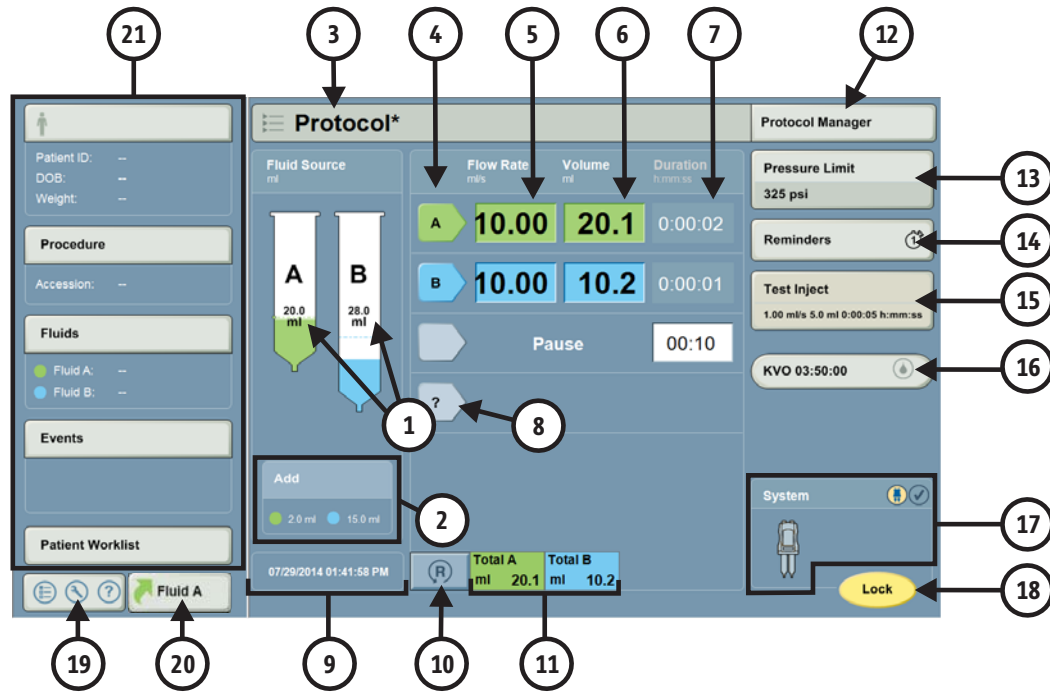 21
3
4
5
6
7
12
Protocol*
Protocol Manager
Patient ID: --
DOB: --
Weight: --
Procedure
Accession: --
Fluids
Fluid A: --
Fluid B: --
Events
Patient Worklist
? 
Fluid A
19
20
Fluid Source
ml
A
20.0
ml
B
28.0
ml
1
Add
2.0 ml 15.0 ml
2
07/29/2014 01:41:58 PM
9
Flow Rate
ml/s
Volume
ml
Duration
h:mm:ss
A 10.00 20.1 0:00:02
B 10.00 10.2 0:00:01
Pause 00:10
?
8
R
10
Total A
ml 20.1
Total B
ml 10.2
11
Pressure Limit
325 psi
13
Reminders 1
14
Test Inject
1.00 ml/s 5.0 ml 0:00:05 h:mm:ss
15
KVO 03:50:00
16
System
17
Lock
18